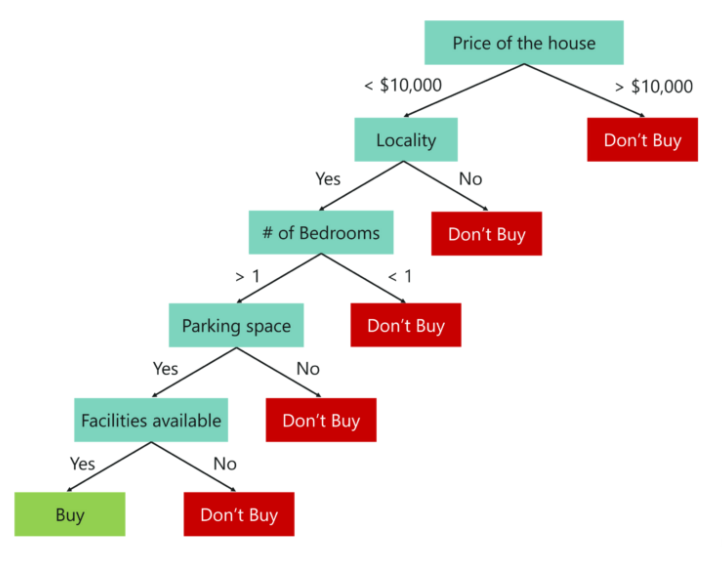 Price of the house
< $10,000
> $10,000
Locality
Don't Buy
Yes
No
# of Bedrooms
Don't Buy
> 1
< 1
Parking space
Don't Buy
Yes
No
Facilities available
Don't Buy
Yes
No
Buy
Don't Buy